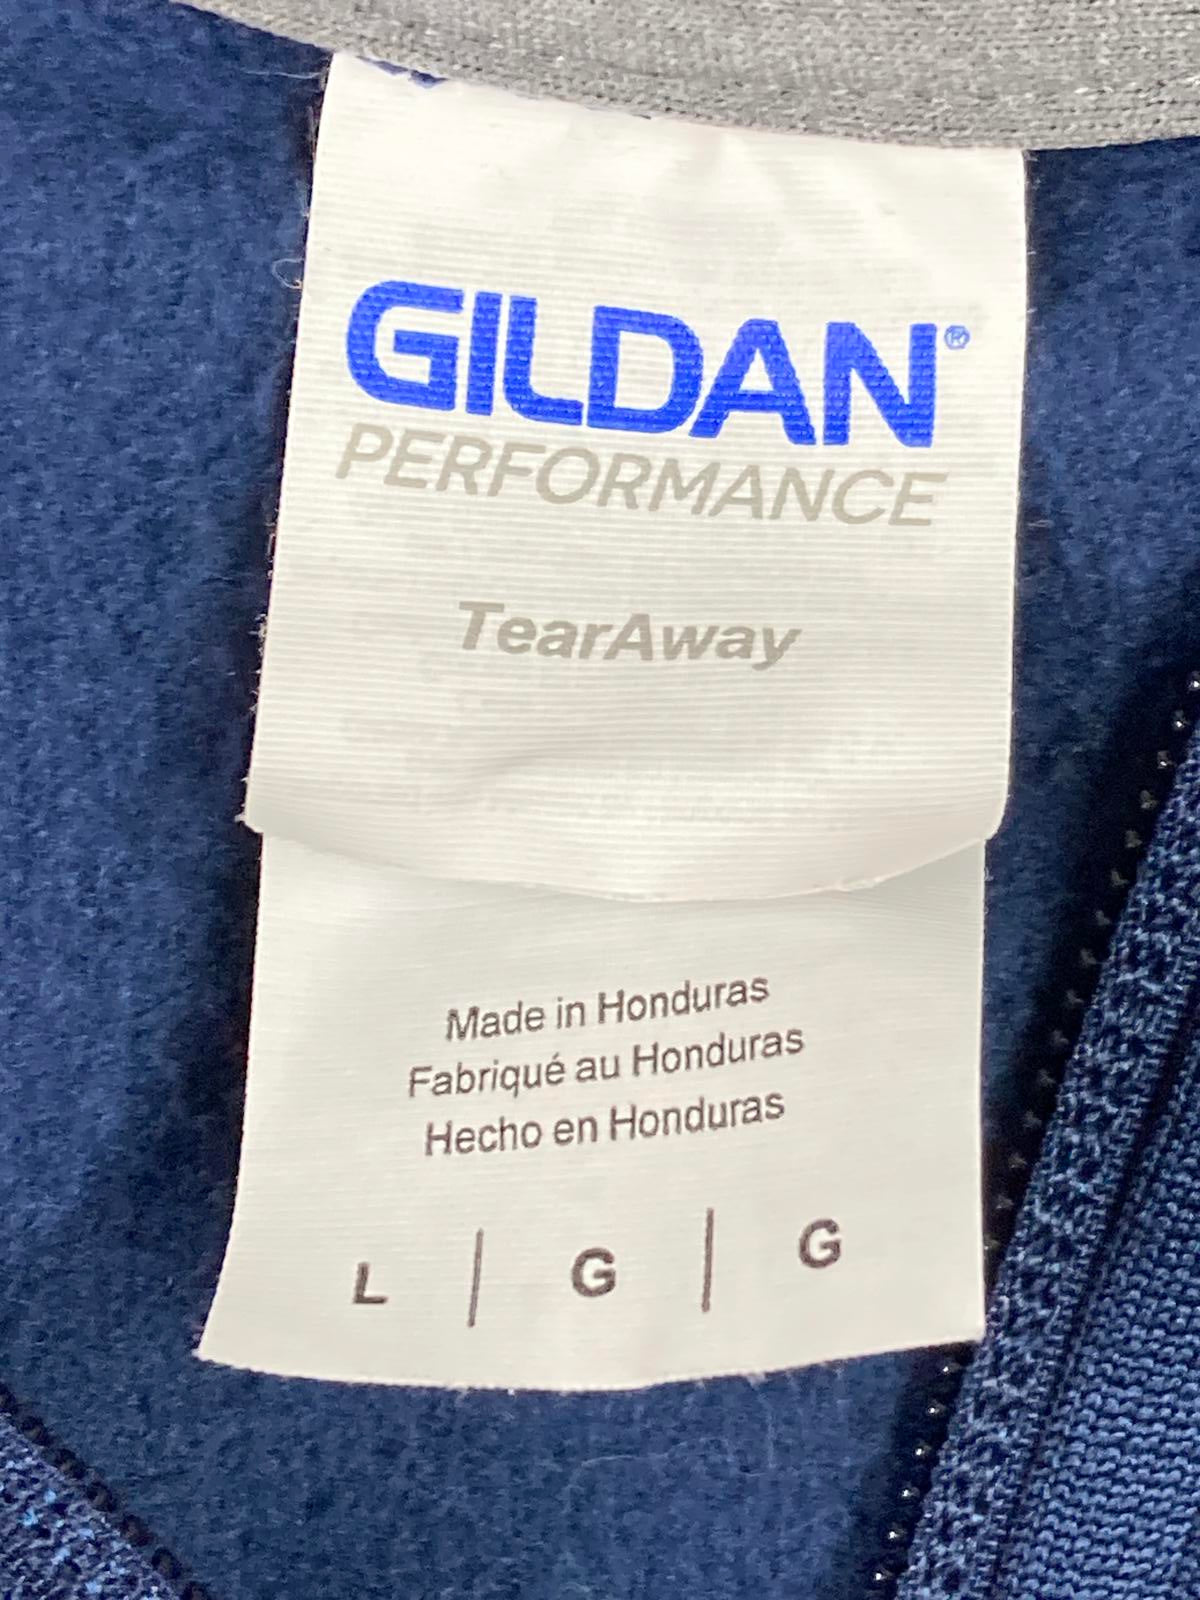 GILDAN®
PERFORMANCE
TearAway
Made in Honduras
Fabriqué au Honduras
Hecho en Honduras
L | G | G